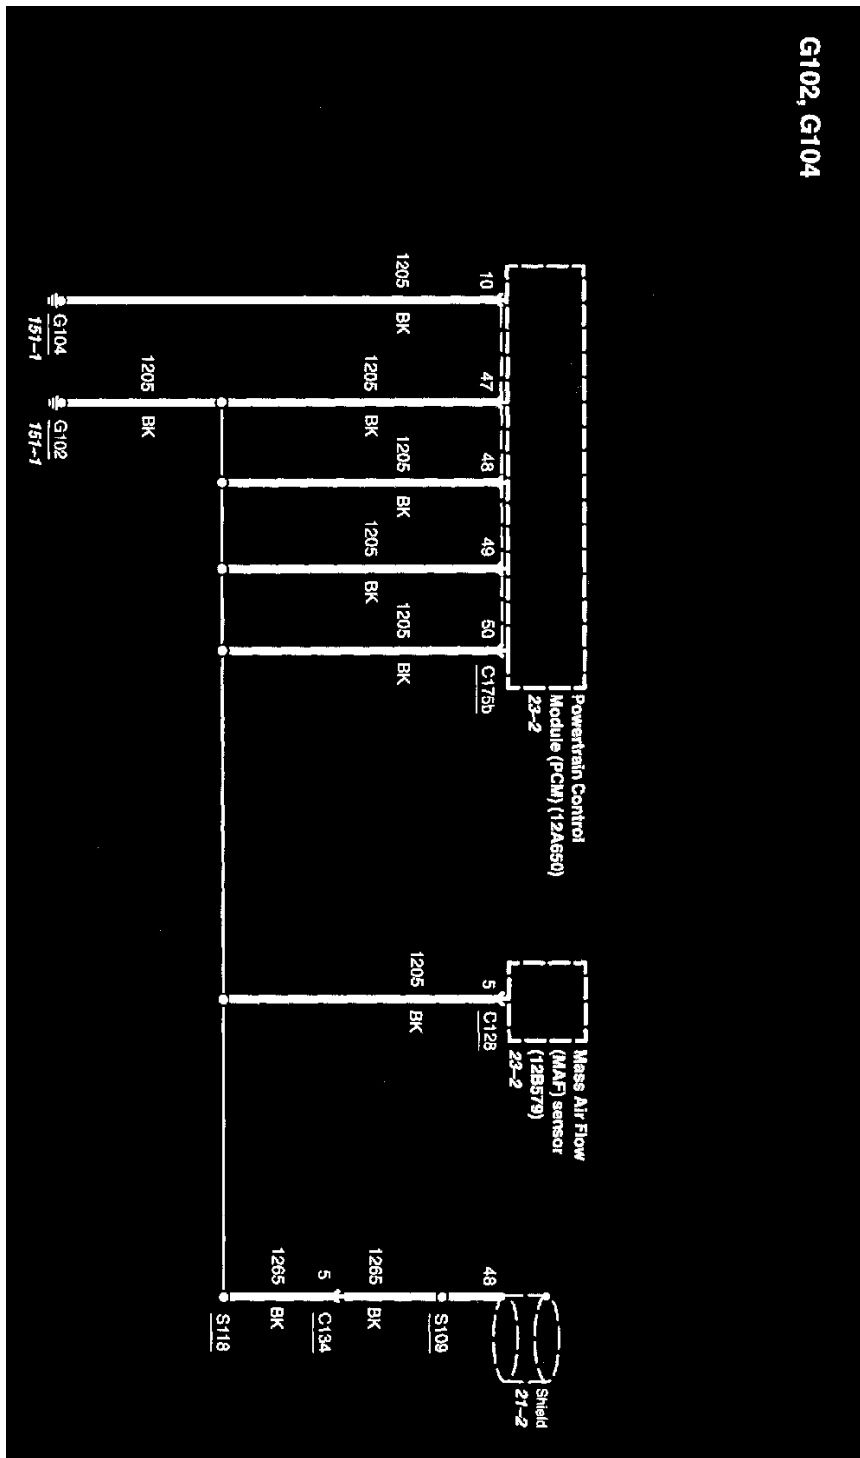 G102, G104
Powertrain Control
Module (PCM) (12A650)
23–2
Mass Air Flow
(MAF) sensor
(12B579)
23–2
Shield
21–2
10
47
48
49
50
C175b
5
C128
48
1205
BK
1205
BK
1205
BK
1205
BK
1205
BK
1205
BK
S109
1265
BK
5
C134
1265
BK
S118
1205
BK
G104
151–1
G102
151–1